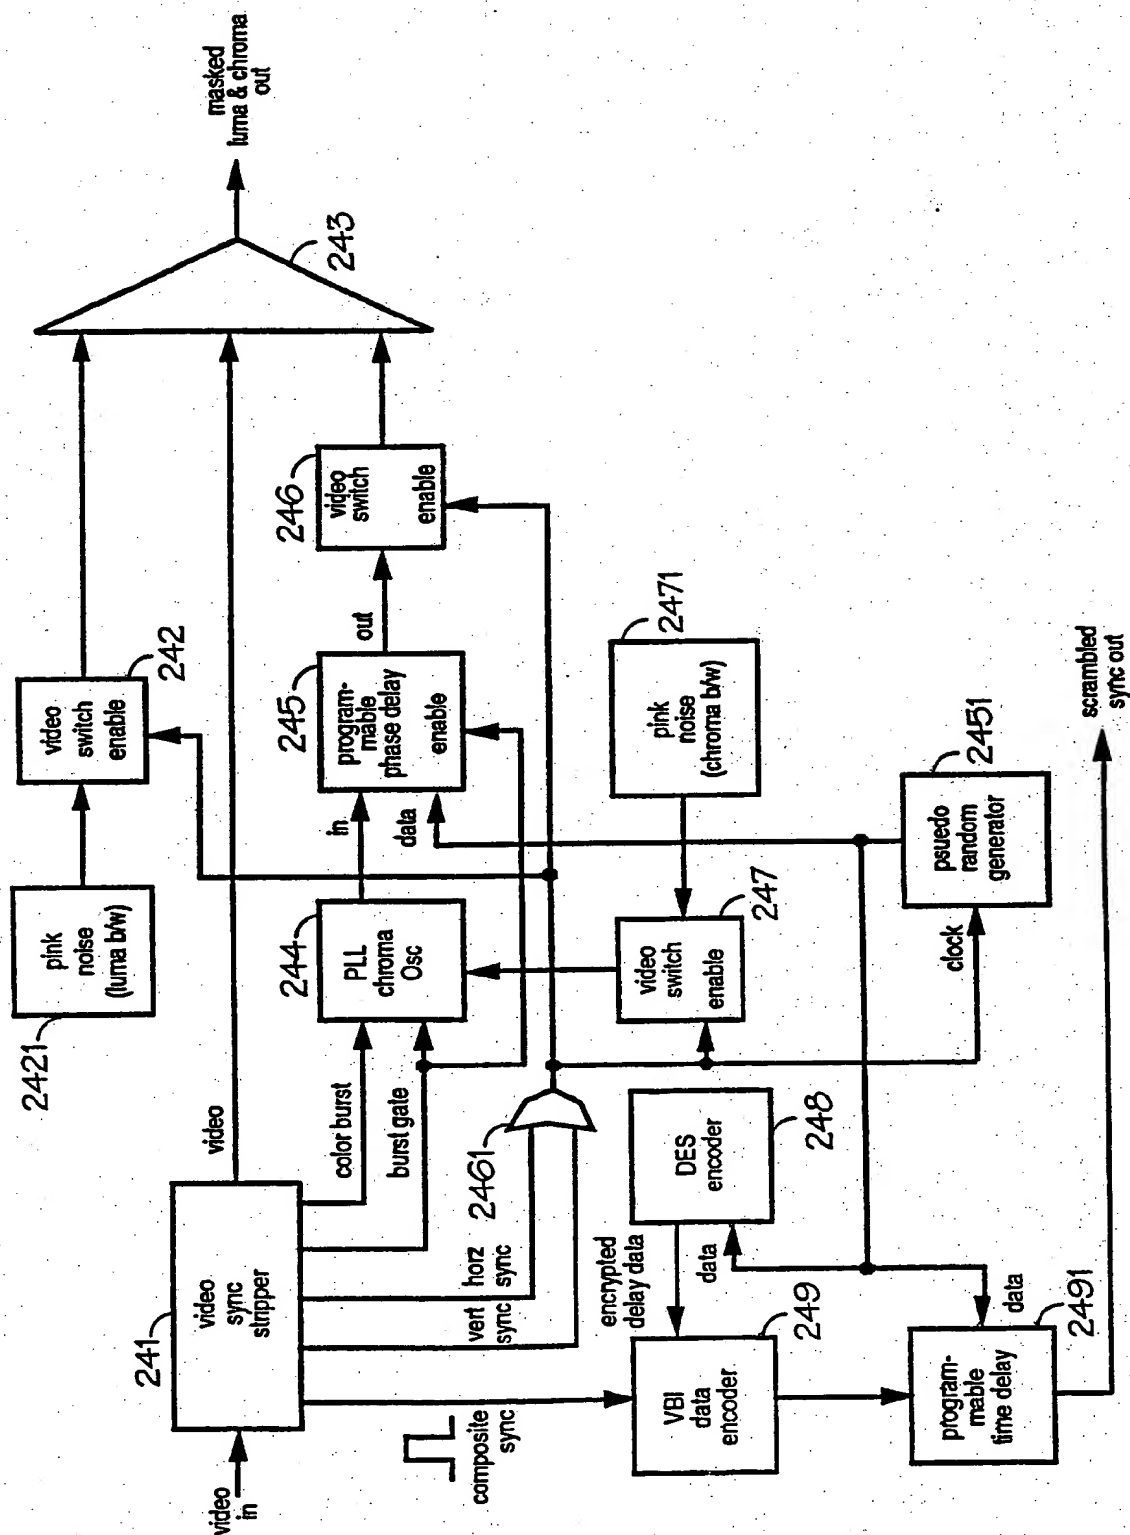 video
in
241
video
sync
stripper
video
color burst
burst gate
horz
sync
vert
sync
composite
sync
2421
pink
noise
(luma b/w)
video
switch
enable
242
masked
luma & chroma
out
243
244
PLL
chroma
Osc
in
data
245
program-
mable
phase delay
enable
out
246
video
switch
enable
2461
video
switch
enable
247
pink
noise
(chroma b/w)
2471
DES
encoder
248
encrypted
delay data
data
clock
psuedo
random
generator
2451
VBI
data
encoder
249
data
program-
mable
time delay
2491
scrambled
sync out